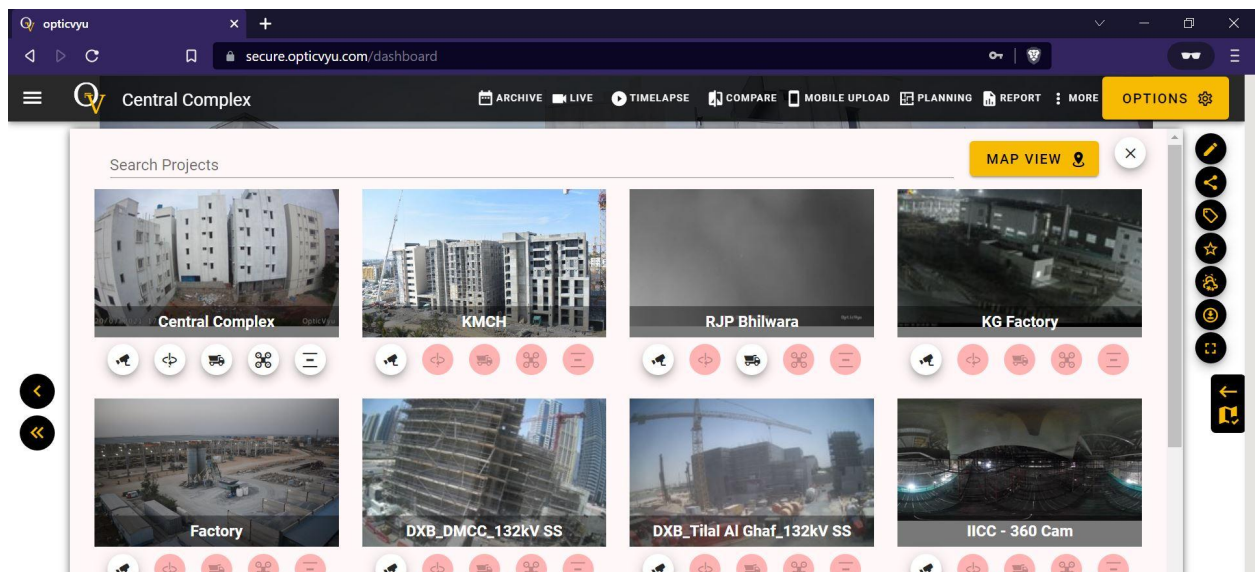 opticvyu
secure.opticvyu.com/dashboard
OV Central Complex
ARCHIVE LIVE TIMELAPSE COMPARE MOBILE UPLOAD PLANNING REPORT MORE OPTIONS
Search Projects
MAP VIEW
OpticVyu
Central Complex KMCH RJP Bhilwara KG Factory
Factory DXB_DMCC_132kV SS DXB_Tilal Al Ghaf_132kV SS IICC - 360 Cam